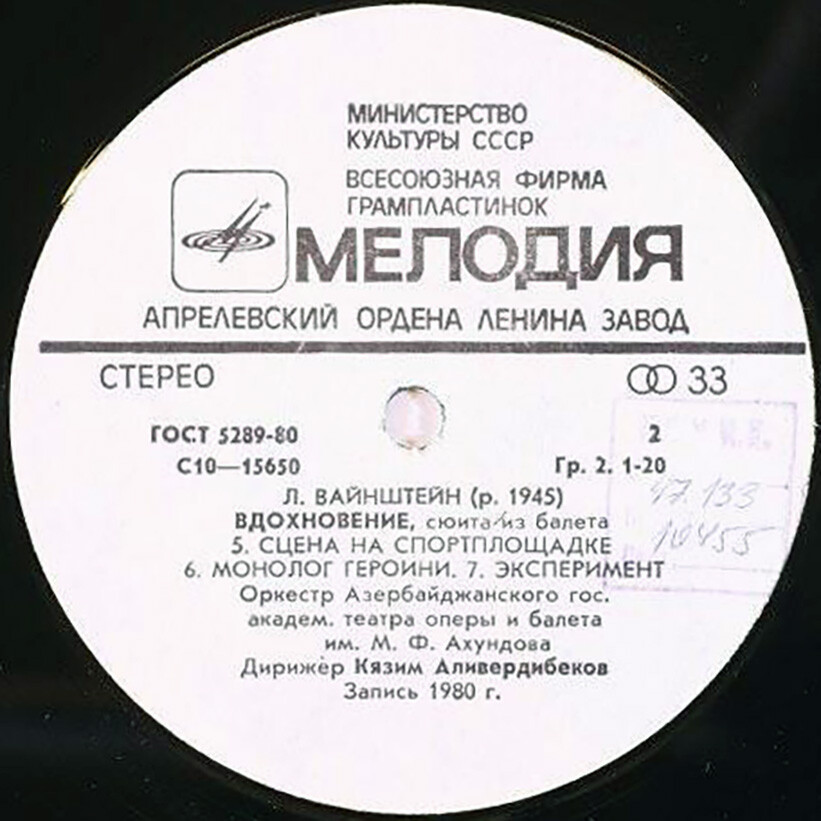 МИНИСТЕРСТВО
КУЛЬТУРЫ СССР
ВСЕСОЮЗНАЯ ФИРМА
ГРАМПЛАСТИНОК
МЕЛОДИЯ
АПРЕЛЕВСКИЙ ОРДЕНА ЛЕНИНА ЗАВОД
СТЕРЕО 33
ГОСТ 5289-80 2
С10—15650 Гр. 2. 1-20
Л. ВАЙНШТЕЙН (р. 1945)
ВДОХНОВЕНИЕ, сюита из балета
5. СЦЕНА НА СПОРТПЛОЩАДКЕ
6. МОНОЛОГ ГЕРОИНИ. 7. ЭКСПЕРИМЕНТ
Оркестр Азербайджанского гос.
академ. театра оперы и балета
им. М. Ф. Ахундова
Дирижёр Кязим Аливердибеков
Запись 1980 г.
10455